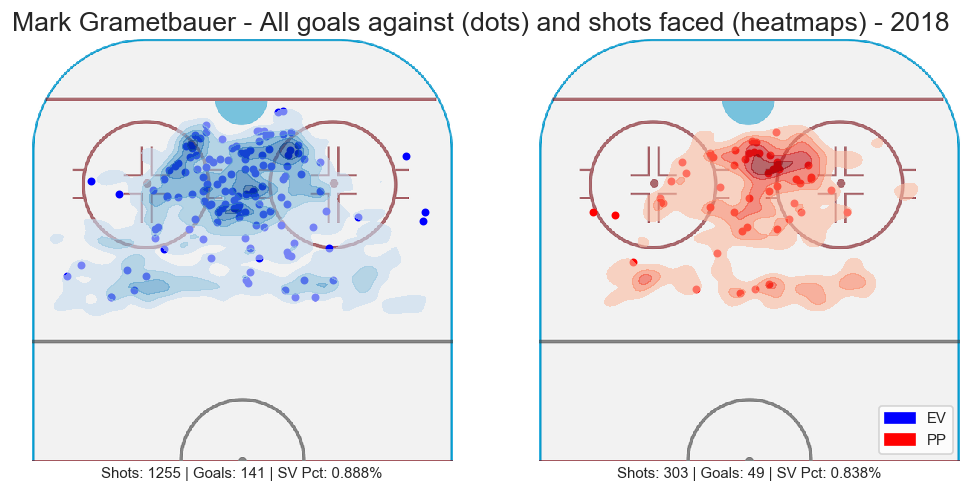 Mark Grametbauer - All goals against (dots) and shots faced (heatmaps) - 2018
EV
PP
Shots: 1255 | Goals: 141 | SV Pct: 0.888%
Shots: 303 | Goals: 49 | SV Pct: 0.838%